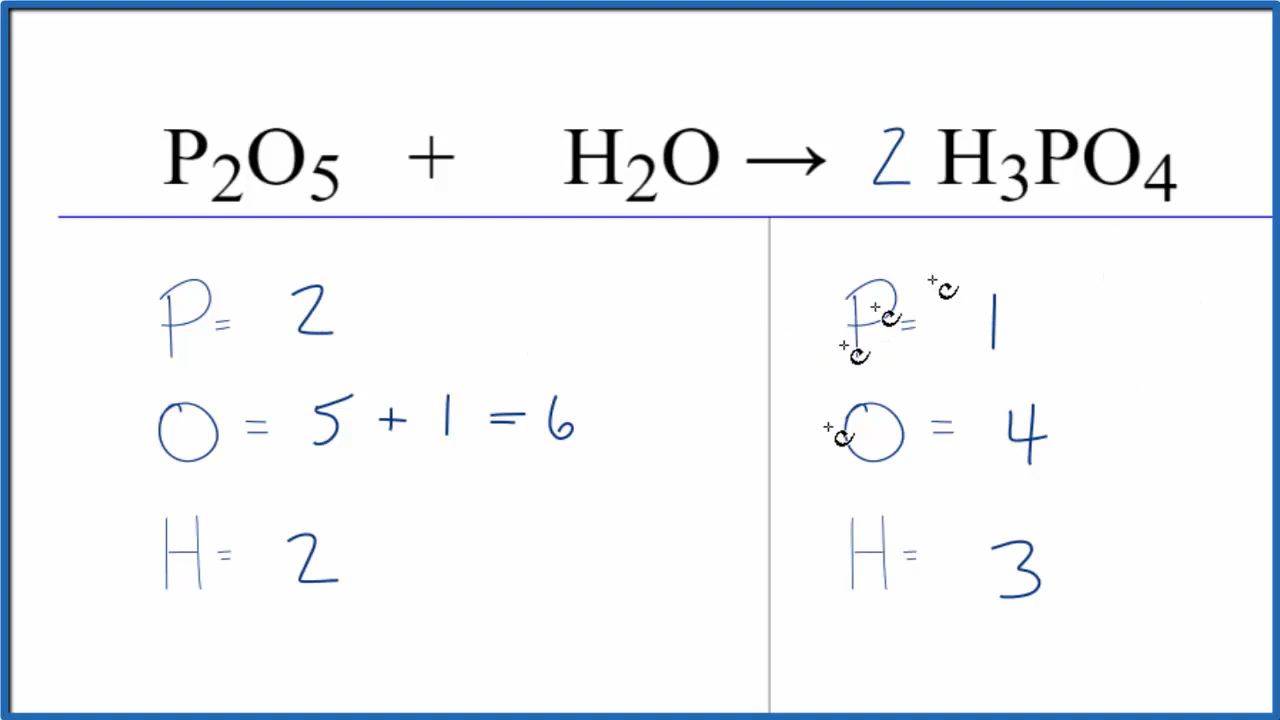 P₂O₅ + H₂O → 2 H₃PO₄
P = 2 P = 1
O = 5 + 1 = 6 O = 4
H = 2 H = 3